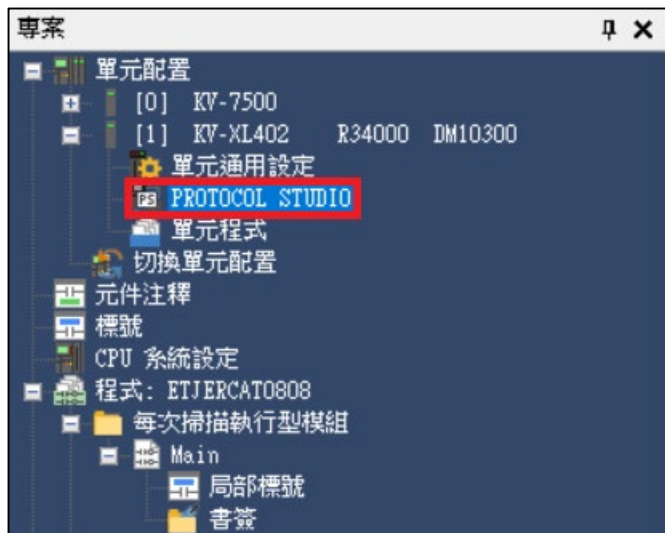 專案
單元配置
[0] KV-7500
[1] KV-XL402 R34000 DM10300
單元通用設定
PS PROTOCOL STUDIO
單元程式
切換單元配置
元件注釋
標號
CPU 系統設定
程式: ETJERCAT0808
每次掃描執行型模組
Main
局部標號
書簽